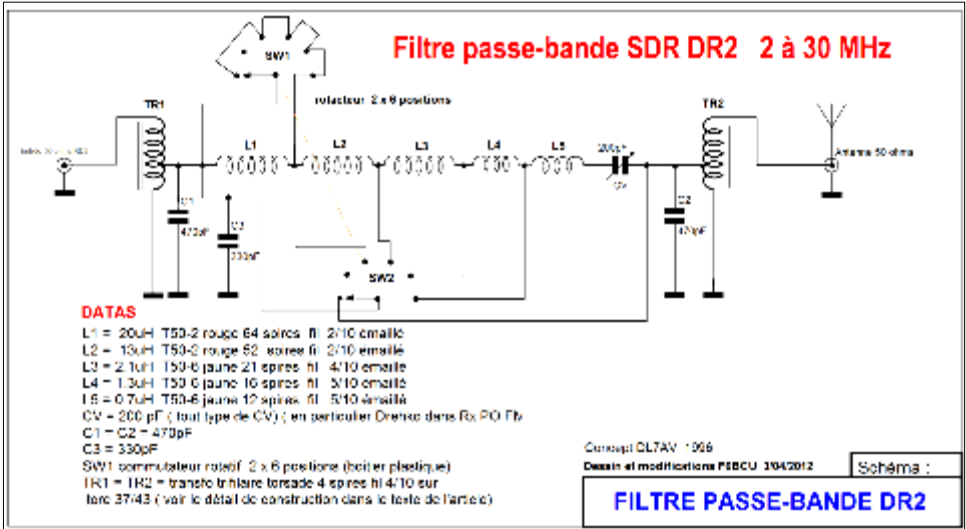 Filtre passe-bande SDR DR2 2 à 30 MHz
SW1
rotacteur 2 x 6 positions
TR1
TR2
L1
L2
L3
L4
L5
200pF
CV
50 ohms
Antenne 50 ohms
C1
470pF
C3
330pF
C2
470pF
SW2
DATAS
L1 = 20uH T50-2 rouge 64 spires fil 2/10 émaillé
L2 = 13uH T50-2 rouge 52 spires fil 2/10 émaillé
L3 = 2.1uH T50-6 jaune 21 spires fil 4/10 émaillé
L4 = 1.3uH T50-6 jaune 16 spires fil 5/10 émaillé
L5 = 0.7uH T50-6 jaune 12 spires fil 5/10 émaillé
CV = 200 pF ( tout type de CV) ( en particulier Drehko dans Rx PO FM
C1 = C2 = 470pF
C3 = 330pF
SW1 commutateur rotatif 2 x 6 positions (boitier plastique)
TR1 = TR2 = transfo trifilaire torsadé 4 spires fil 4/10 sur
tore 37/43 ( voir le détail de construction dans le texte de l'article)
Concept DL7AV 1996
Dessin et modifications F6BCU 3/04/2012
Schéma :
FILTRE PASSE-BANDE DR2